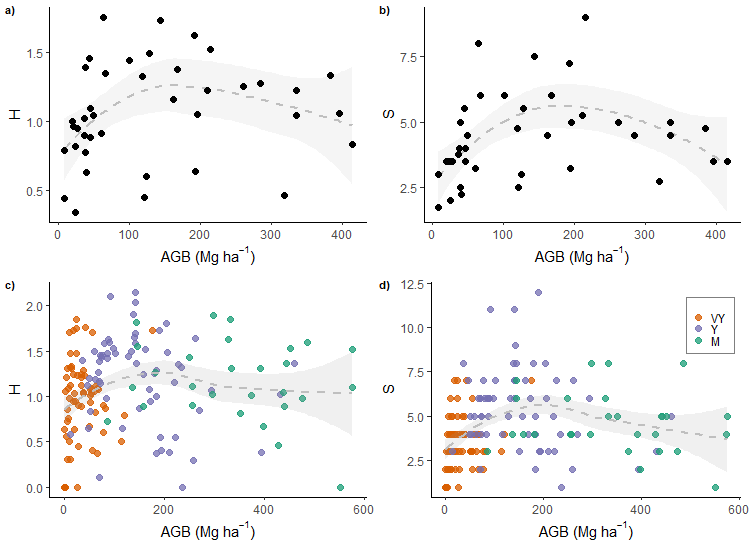 a)
H
1.5
1.0
0.5
0 100 200 300 400
AGB (Mg ha⁻¹)
b)
S
7.5
5.0
2.5
0 100 200 300 400
AGB (Mg ha⁻¹)
c)
H
2.0
1.5
1.0
0.5
0.0
0 200 400 600
AGB (Mg ha⁻¹)
d)
S
12.5
10.0
7.5
5.0
2.5
VY
Y
M
0 200 400 600
AGB (Mg ha⁻¹)